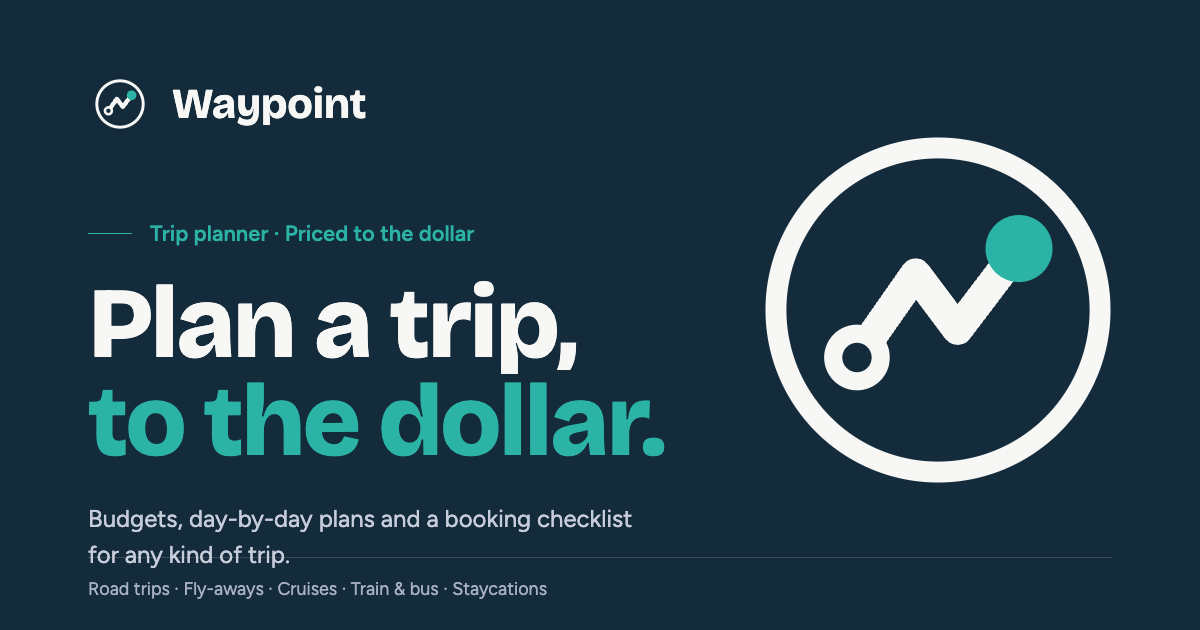 Waypoint
Trip planner · Priced to the dollar
Plan a trip,
to the dollar.
Budgets, day-by-day plans and a booking checklist
for any kind of trip.
Road trips · Fly-aways · Cruises · Train & bus · Staycations